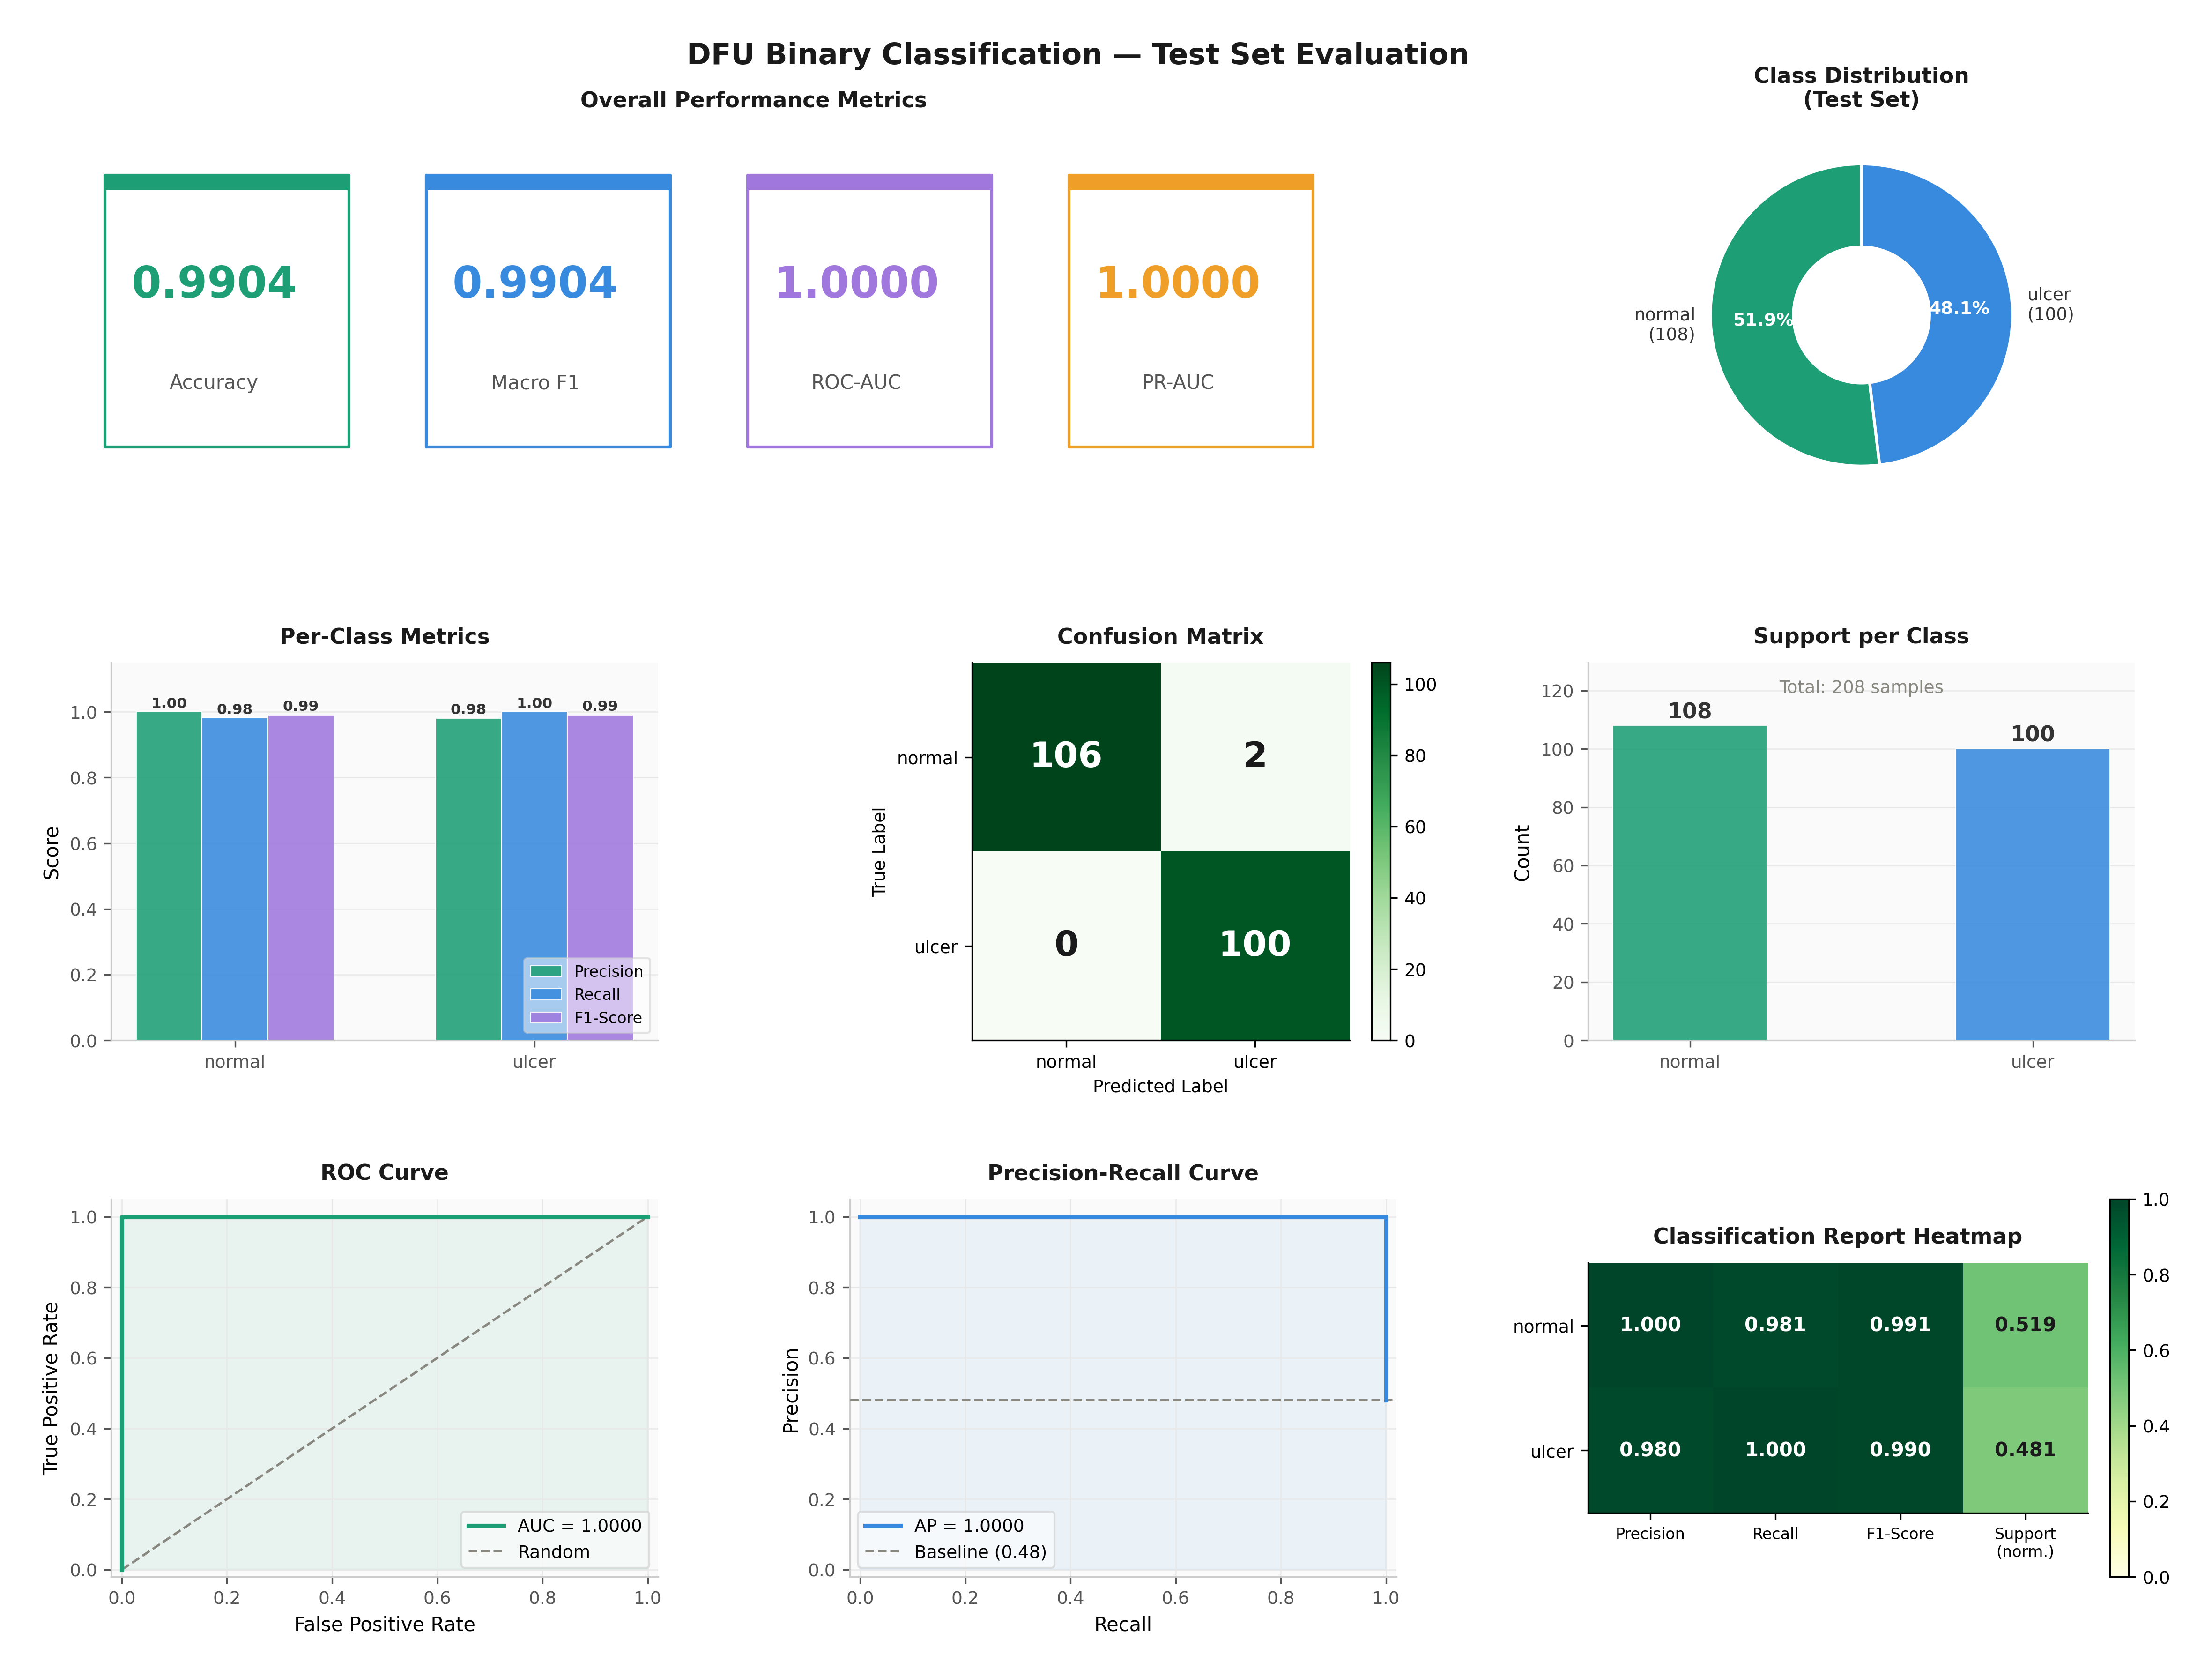 DFU Binary Classification — Test Set Evaluation
Overall Performance Metrics
0.9904
Accuracy
0.9904
Macro F1
1.0000
ROC-AUC
1.0000
PR-AUC
Class Distribution
(Test Set)
normal
(108)
51.9%
48.1%
ulcer
(100)
Per-Class Metrics
Score
1.0
0.8
0.6
0.4
0.2
0.0
1.00
0.98
0.99
0.98
1.00
0.99
Precision
Recall
F1-Score
normal
ulcer
Confusion Matrix
True Label
normal
ulcer
106
2
0
100
normal
ulcer
Predicted Label
100
80
60
40
20
0
Support per Class
Count
120
100
80
60
40
20
0
Total: 208 samples
108
100
normal
ulcer
ROC Curve
True Positive Rate
1.0
0.8
0.6
0.4
0.2
0.0
AUC = 1.0000
Random
0.0
0.2
0.4
0.6
0.8
1.0
False Positive Rate
Precision-Recall Curve
Precision
1.0
0.8
0.6
0.4
0.2
0.0
AP = 1.0000
Baseline (0.48)
0.0
0.2
0.4
0.6
0.8
1.0
Recall
Classification Report Heatmap
normal
1.000
0.981
0.991
0.519
ulcer
0.980
1.000
0.990
0.481
Precision
Recall
F1-Score
Support
(norm.)
1.0
0.8
0.6
0.4
0.2
0.0